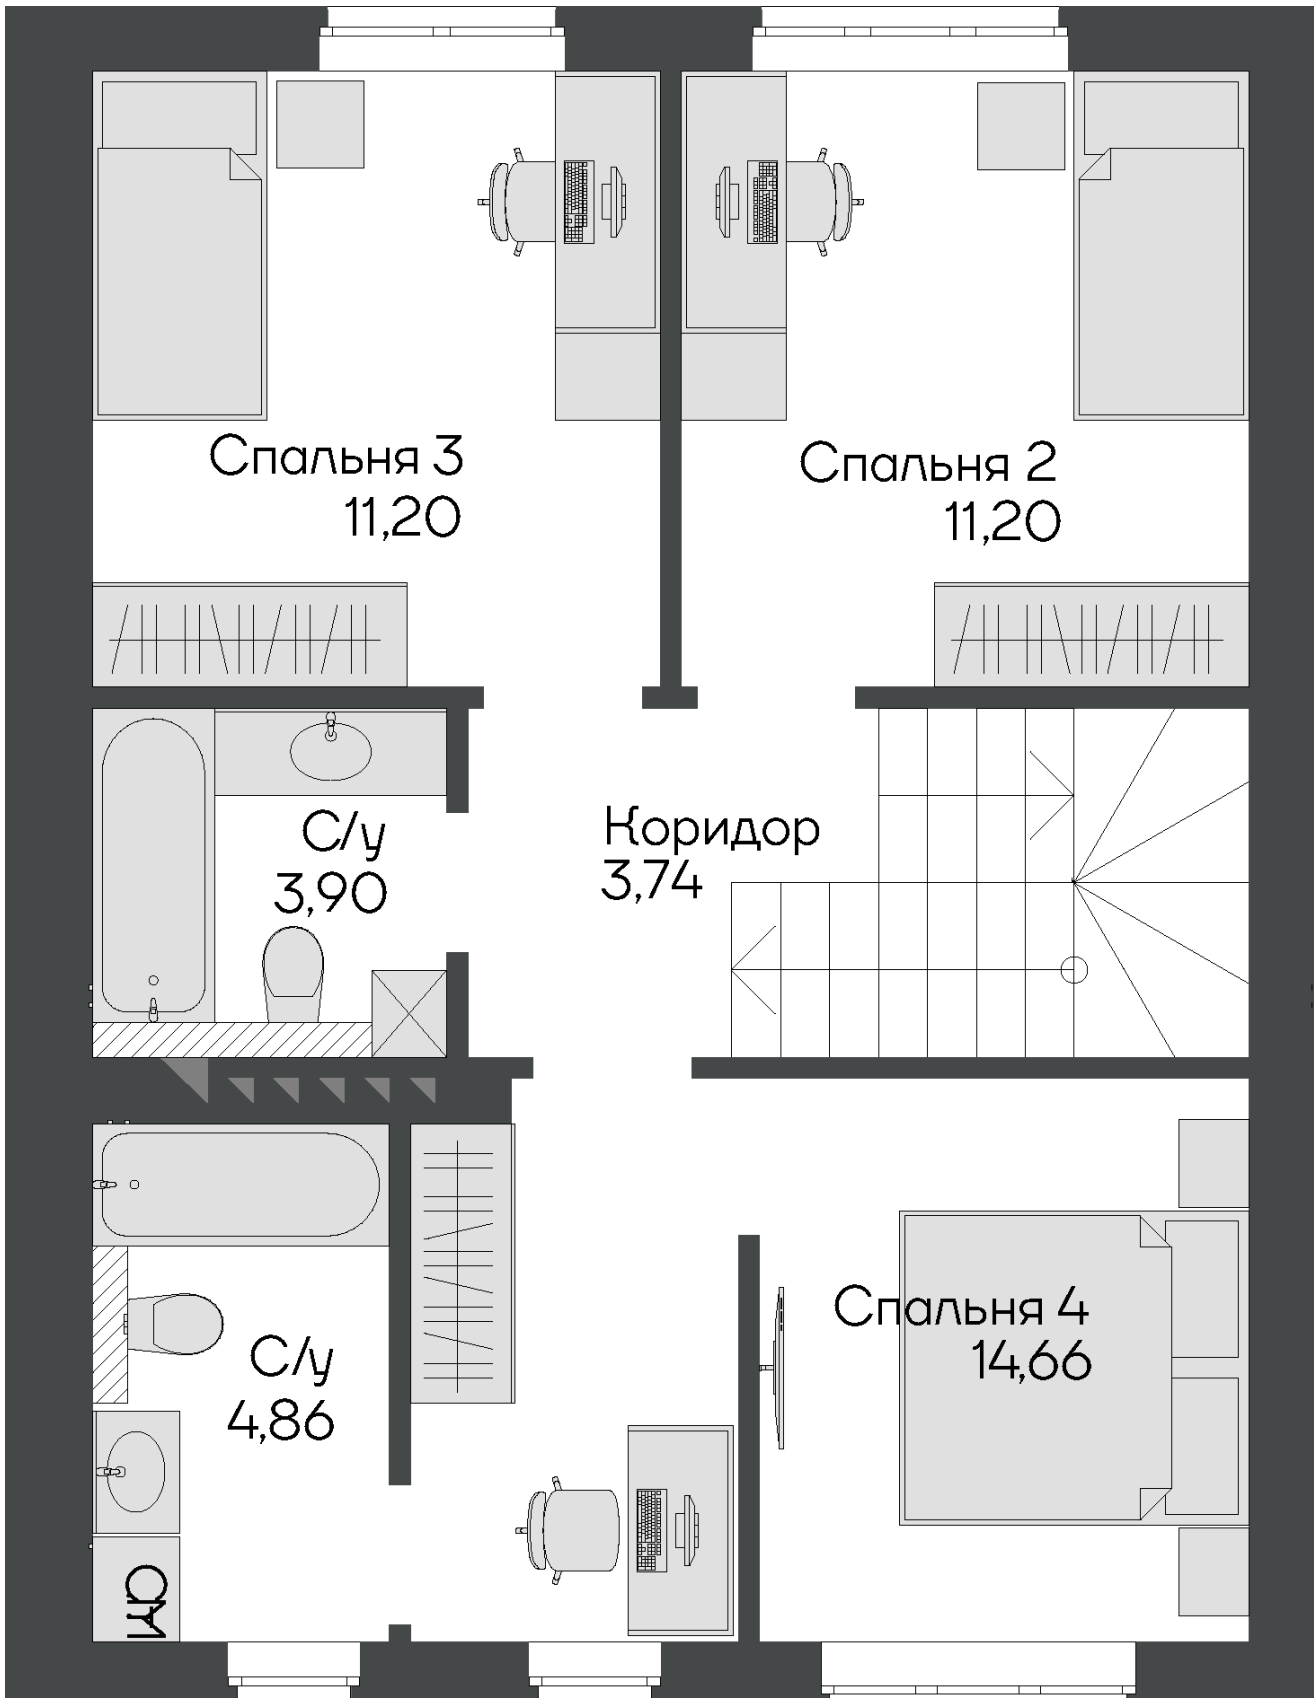 Спальня 3
11,20
Спальня 2
11,20
С/у
3,90
Коридор
3,74
Спальня 4
14,66
С/у
4,86
СМ